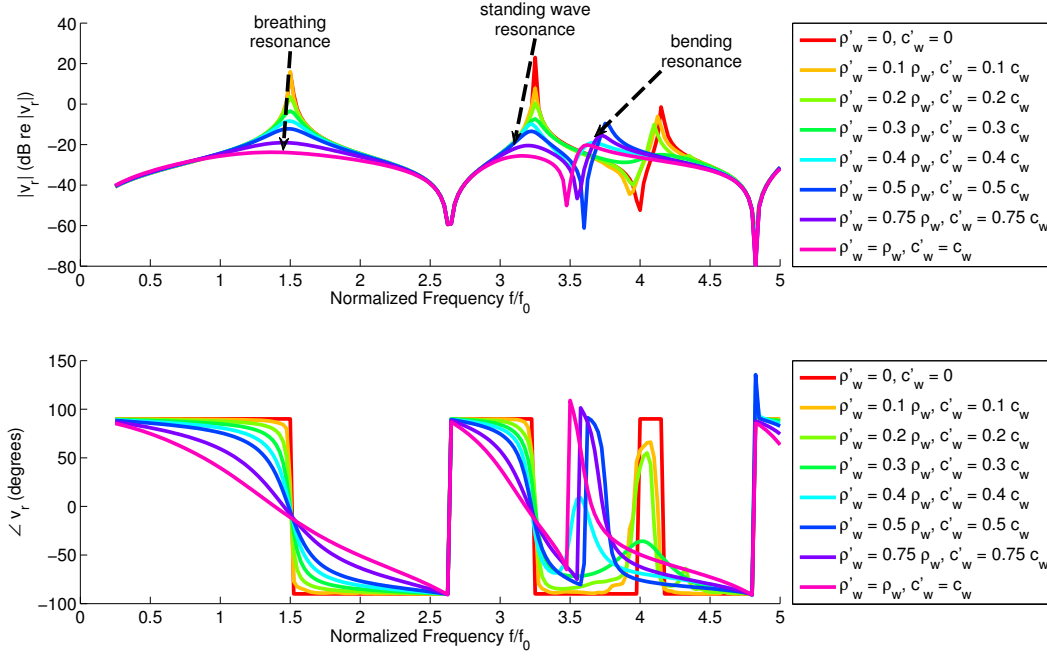 breathing
resonance
standing wave
resonance
bending
resonance
|v_r| (dB re |v_r|)
40
20
0
−20
−40
−60
−80
0 0.5 1 1.5 2 2.5 3 3.5 4 4.5 5
Normalized Frequency f/f_0
ρ'_w = 0, c'_w = 0
ρ'_w = 0.1 ρ_w, c'_w = 0.1 c_w
ρ'_w = 0.2 ρ_w, c'_w = 0.2 c_w
ρ'_w = 0.3 ρ_w, c'_w = 0.3 c_w
ρ'_w = 0.4 ρ_w, c'_w = 0.4 c_w
ρ'_w = 0.5 ρ_w, c'_w = 0.5 c_w
ρ'_w = 0.75 ρ_w, c'_w = 0.75 c_w
ρ'_w = ρ_w, c'_w = c_w
∠ v_r (degrees)
150
100
50
0
−50
−100
0 0.5 1 1.5 2 2.5 3 3.5 4 4.5 5
Normalized Frequency f/f_0
ρ'_w = 0, c'_w = 0
ρ'_w = 0.1 ρ_w, c'_w = 0.1 c_w
ρ'_w = 0.2 ρ_w, c'_w = 0.2 c_w
ρ'_w = 0.3 ρ_w, c'_w = 0.3 c_w
ρ'_w = 0.4 ρ_w, c'_w = 0.4 c_w
ρ'_w = 0.5 ρ_w, c'_w = 0.5 c_w
ρ'_w = 0.75 ρ_w, c'_w = 0.75 c_w
ρ'_w = ρ_w, c'_w = c_w